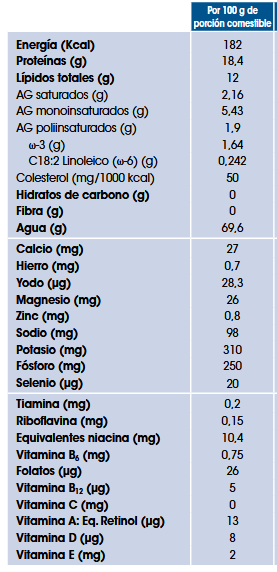 Por 100 g de
porción comestible
Energía (Kcal) 182
Proteínas (g) 18,4
Lípidos totales (g) 12
AG saturados (g) 2,16
AG monoinsaturados (g) 5,43
AG poliinsaturados (g) 1,9
ω-3 (g) 1,64
C18:2 Linoleico (ω-6) (g) 0,242
Colesterol (mg/1000 kcal) 50
Hidratos de carbono (g) 0
Fibra (g) 0
Agua (g) 69,6
Calcio (mg) 27
Hierro (mg) 0,7
Yodo (µg) 28,3
Magnesio (mg) 26
Zinc (mg) 0,8
Sodio (mg) 98
Potasio (mg) 310
Fósforo (mg) 250
Selenio (µg) 20
Tiamina (mg) 0,2
Riboflavina (mg) 0,15
Equivalentes niacina (mg) 10,4
Vitamina B₆ (mg) 0,75
Folatos (µg) 26
Vitamina B₁₂ (µg) 5
Vitamina C (mg) 0
Vitamina A: Eq. Retinol (µg) 13
Vitamina D (µg) 8
Vitamina E (mg) 2